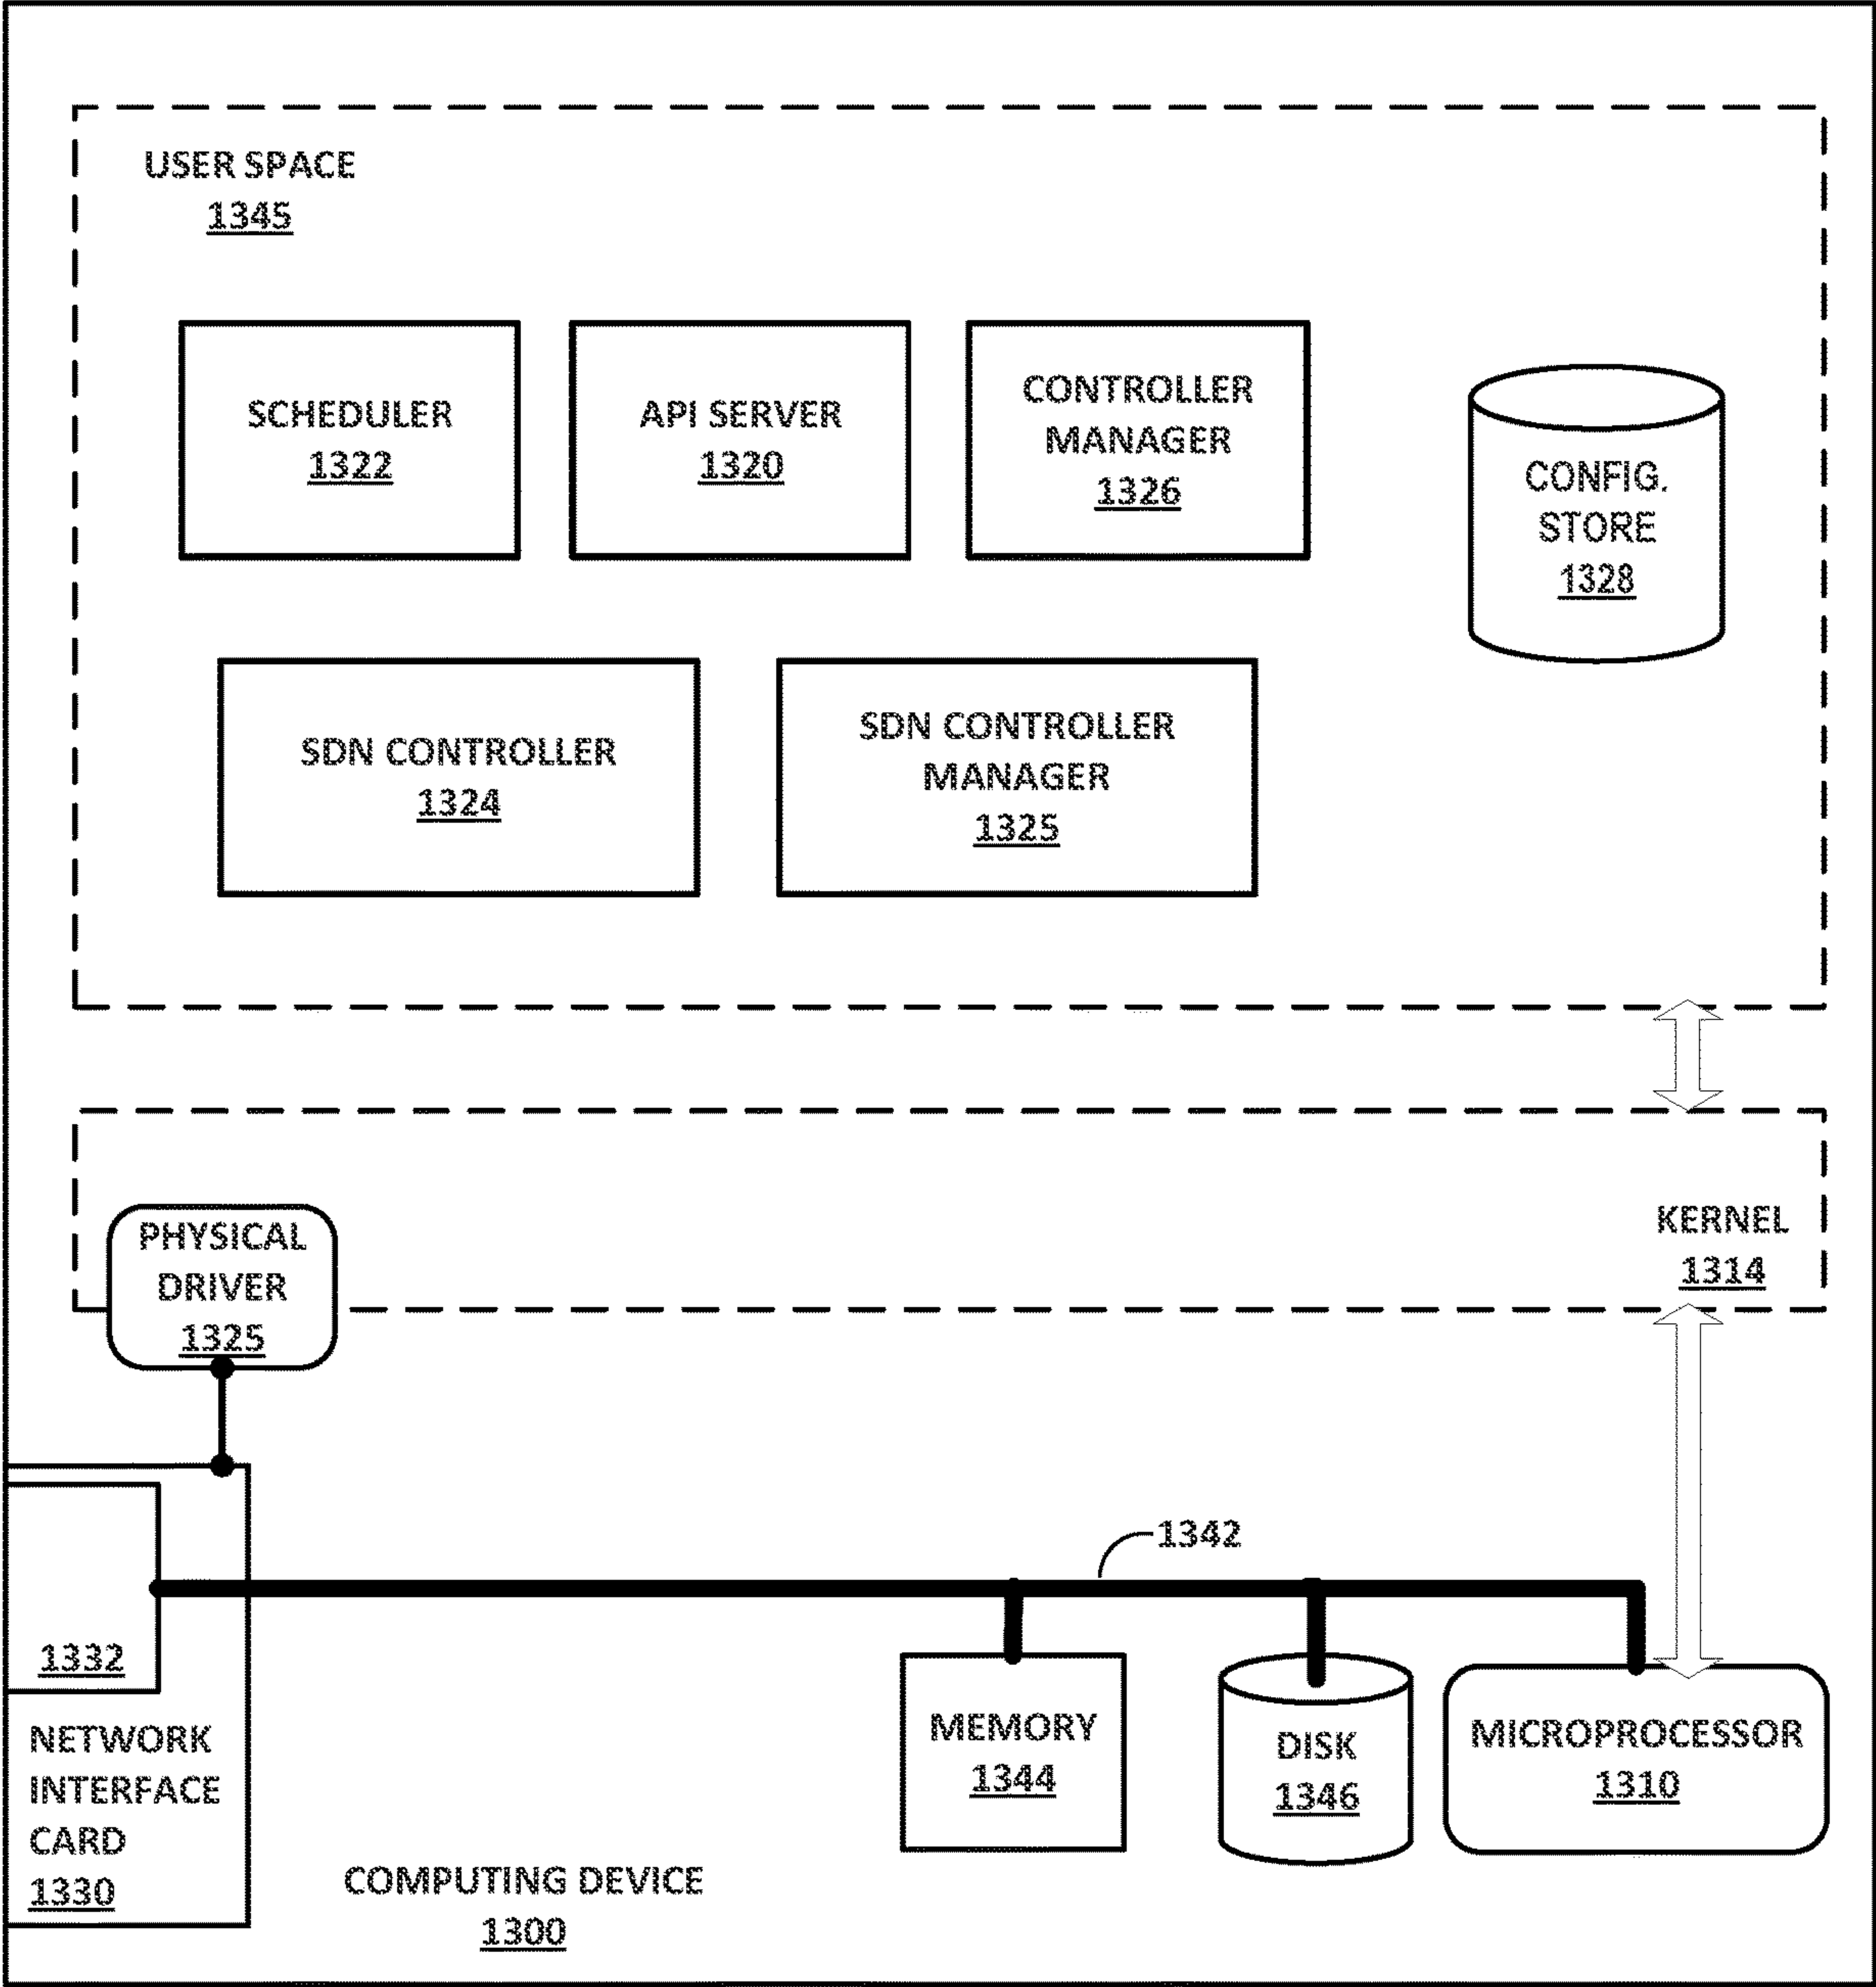 USER SPACE
1345
SCHEDULER
1322
API SERVER
1320
CONTROLLER
MANAGER
1326
CONFIG.
STORE
1328
SDN CONTROLLER
1324
SDN CONTROLLER
MANAGER
1325
KERNEL
1314
PHYSICAL
DRIVER
1325
1342
1332
NETWORK
INTERFACE
CARD
1330
MEMORY
1344
DISK
1346
MICROPROCESSOR
1310
COMPUTING DEVICE
1300